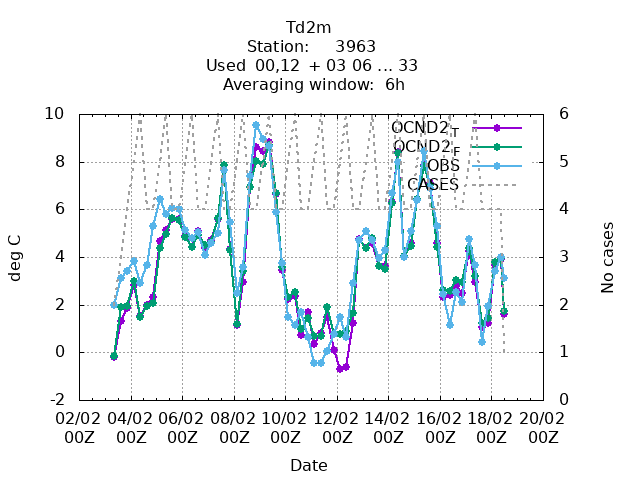 Td2m
Station: 3963
Used 00,12 + 03 06 ... 33
Averaging window: 6h
10
8
6
4
2
0
-2
deg C
6
5
4
3
2
1
0
No cases
OCND2_T
OCND2_F
OBS
CASES
02/02 04/02 06/02 08/02 10/02 12/02 14/02 16/02 18/02 20/02
00Z 00Z 00Z 00Z 00Z 00Z 00Z 00Z 00Z 00Z
Date